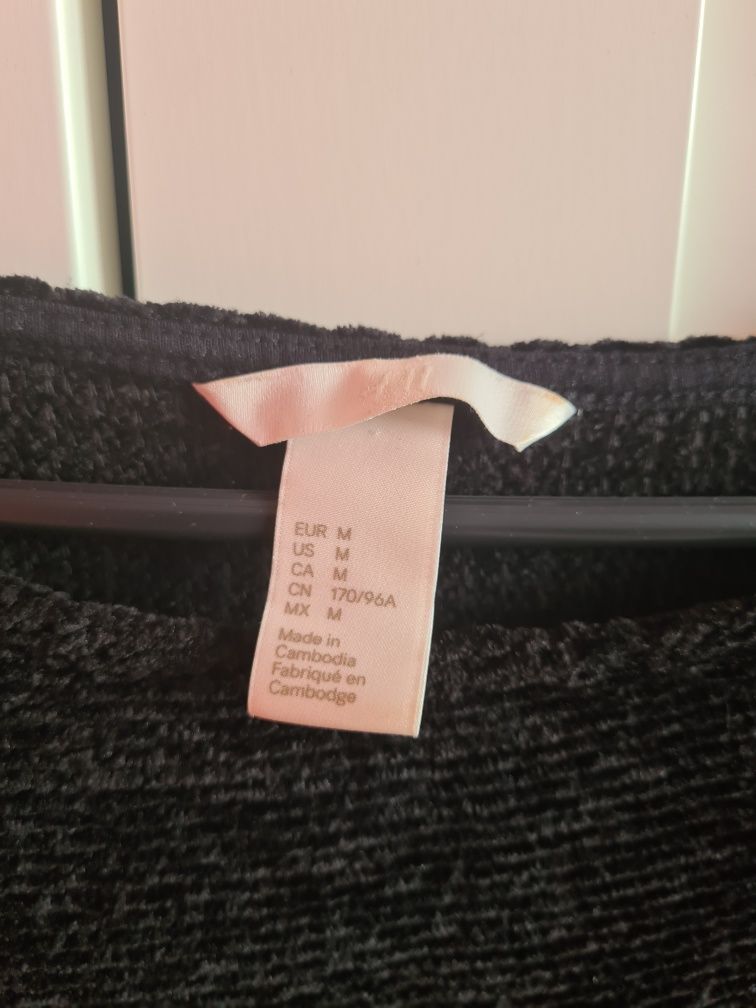 EUR M
US M
CA M
CN 170/96A
MX M
Made in
Cambodia
Fabriqué en
Cambodge